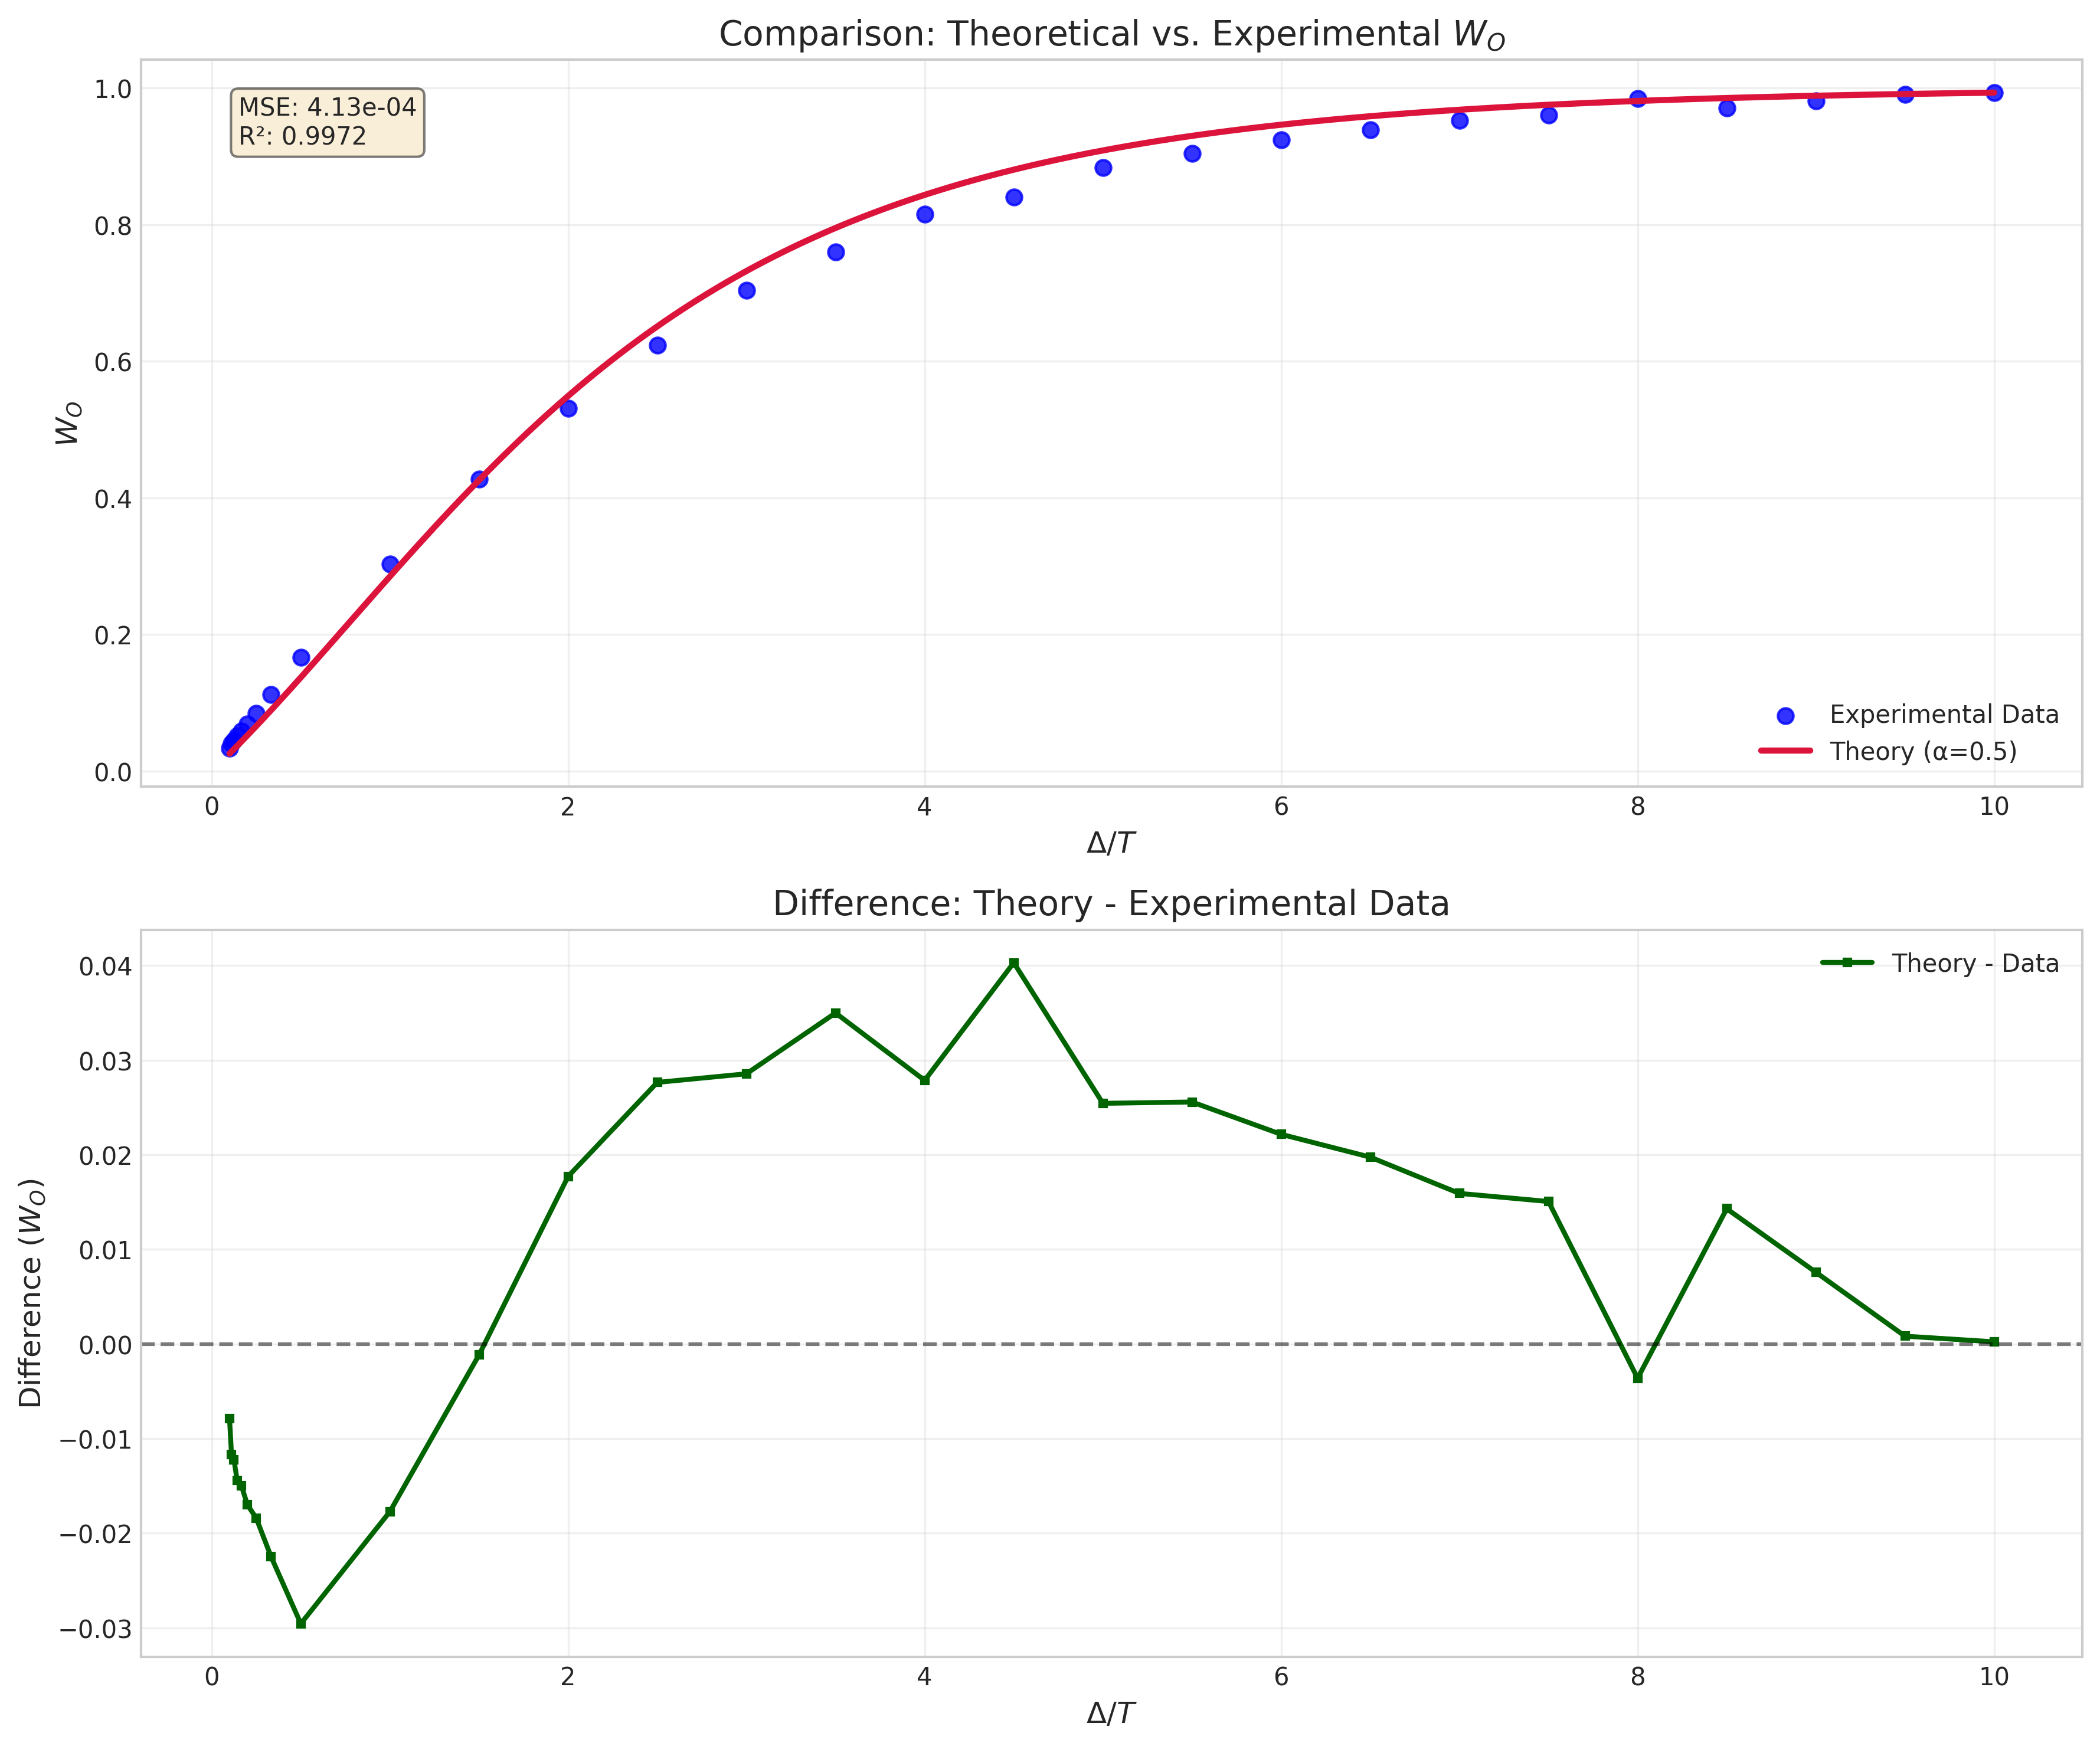 Comparison: Theoretical vs. Experimental W_O
MSE: 4.13e-04
R²: 0.9972
1.0
0.8
0.6
0.4
0.2
0.0
W_O
Experimental Data
Theory (α=0.5)
0 2 4 6 8 10
Δ/T
Difference: Theory - Experimental Data
Theory - Data
0.04
0.03
0.02
0.01
0.00
−0.01
−0.02
−0.03
Difference (W_O)
0 2 4 6 8 10
Δ/T